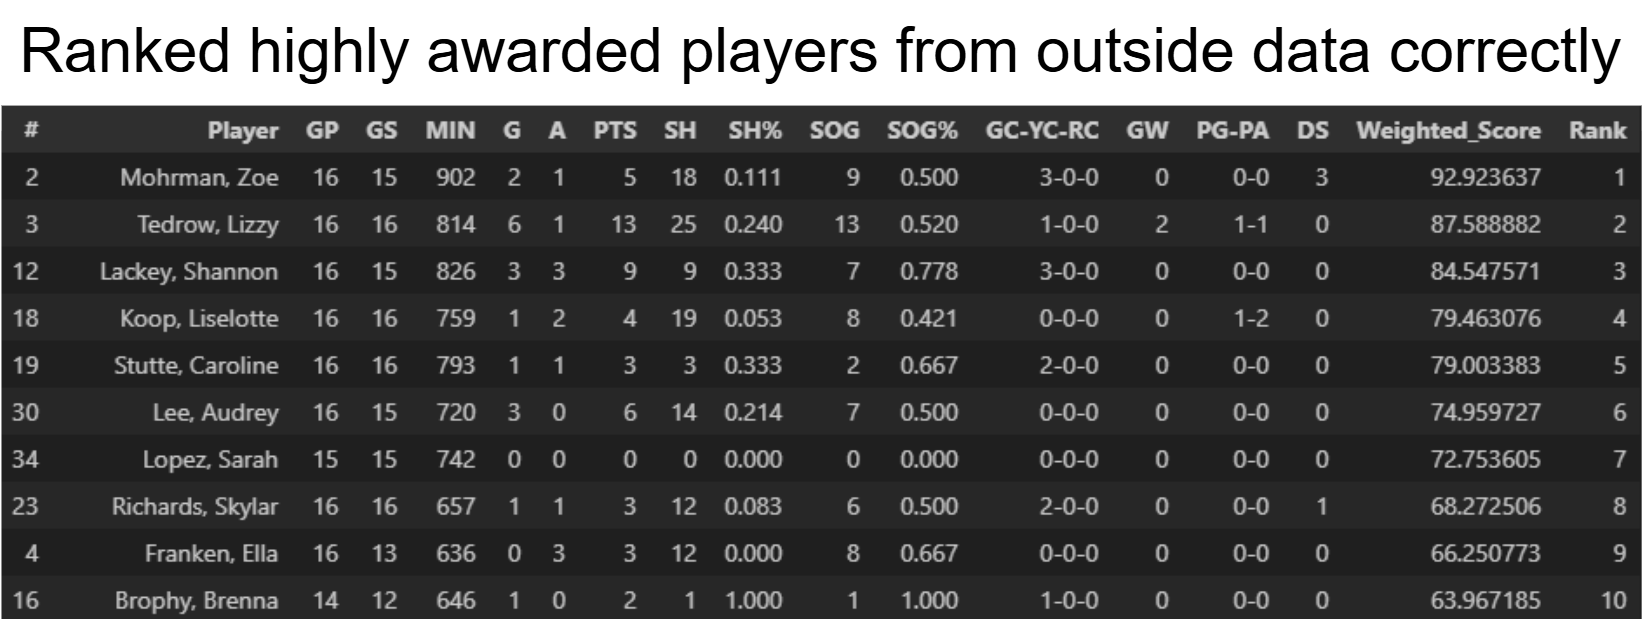 Ranked highly awarded players from outside data correctly
# Player GP GS MIN G A PTS SH SH% SOG SOG% GC-YC-RC GW PG-PA DS Weighted_Score Rank
2 Mohrman, Zoe 16 15 902 2 1 5 18 0.111 9 0.500 3-0-0 0 0-0 3 92.923637 1
3 Tedrow, Lizzy 16 16 814 6 1 13 25 0.240 13 0.520 1-0-0 2 1-1 0 87.588882 2
12 Lackey, Shannon 16 15 826 3 3 9 9 0.333 7 0.778 3-0-0 0 0-0 0 84.547571 3
18 Koop, Liselotte 16 16 759 1 2 4 19 0.053 8 0.421 0-0-0 0 1-2 0 79.463076 4
19 Stutte, Caroline 16 16 793 1 1 3 3 0.333 2 0.667 2-0-0 0 0-0 0 79.003383 5
30 Lee, Audrey 16 15 720 3 0 6 14 0.214 7 0.500 0-0-0 0 0-0 0 74.959727 6
34 Lopez, Sarah 15 15 742 0 0 0 0 0.000 0 0.000 0-0-0 0 0-0 0 72.753605 7
23 Richards, Skylar 16 16 657 1 1 3 12 0.083 6 0.500 2-0-0 0 0-0 1 68.272506 8
4 Franken, Ella 16 13 636 0 3 3 12 0.000 8 0.667 0-0-0 0 0-0 0 66.250773 9
16 Brophy, Brenna 14 12 646 1 0 2 1 1.000 1 1.000 1-0-0 0 0-0 0 63.967185 10